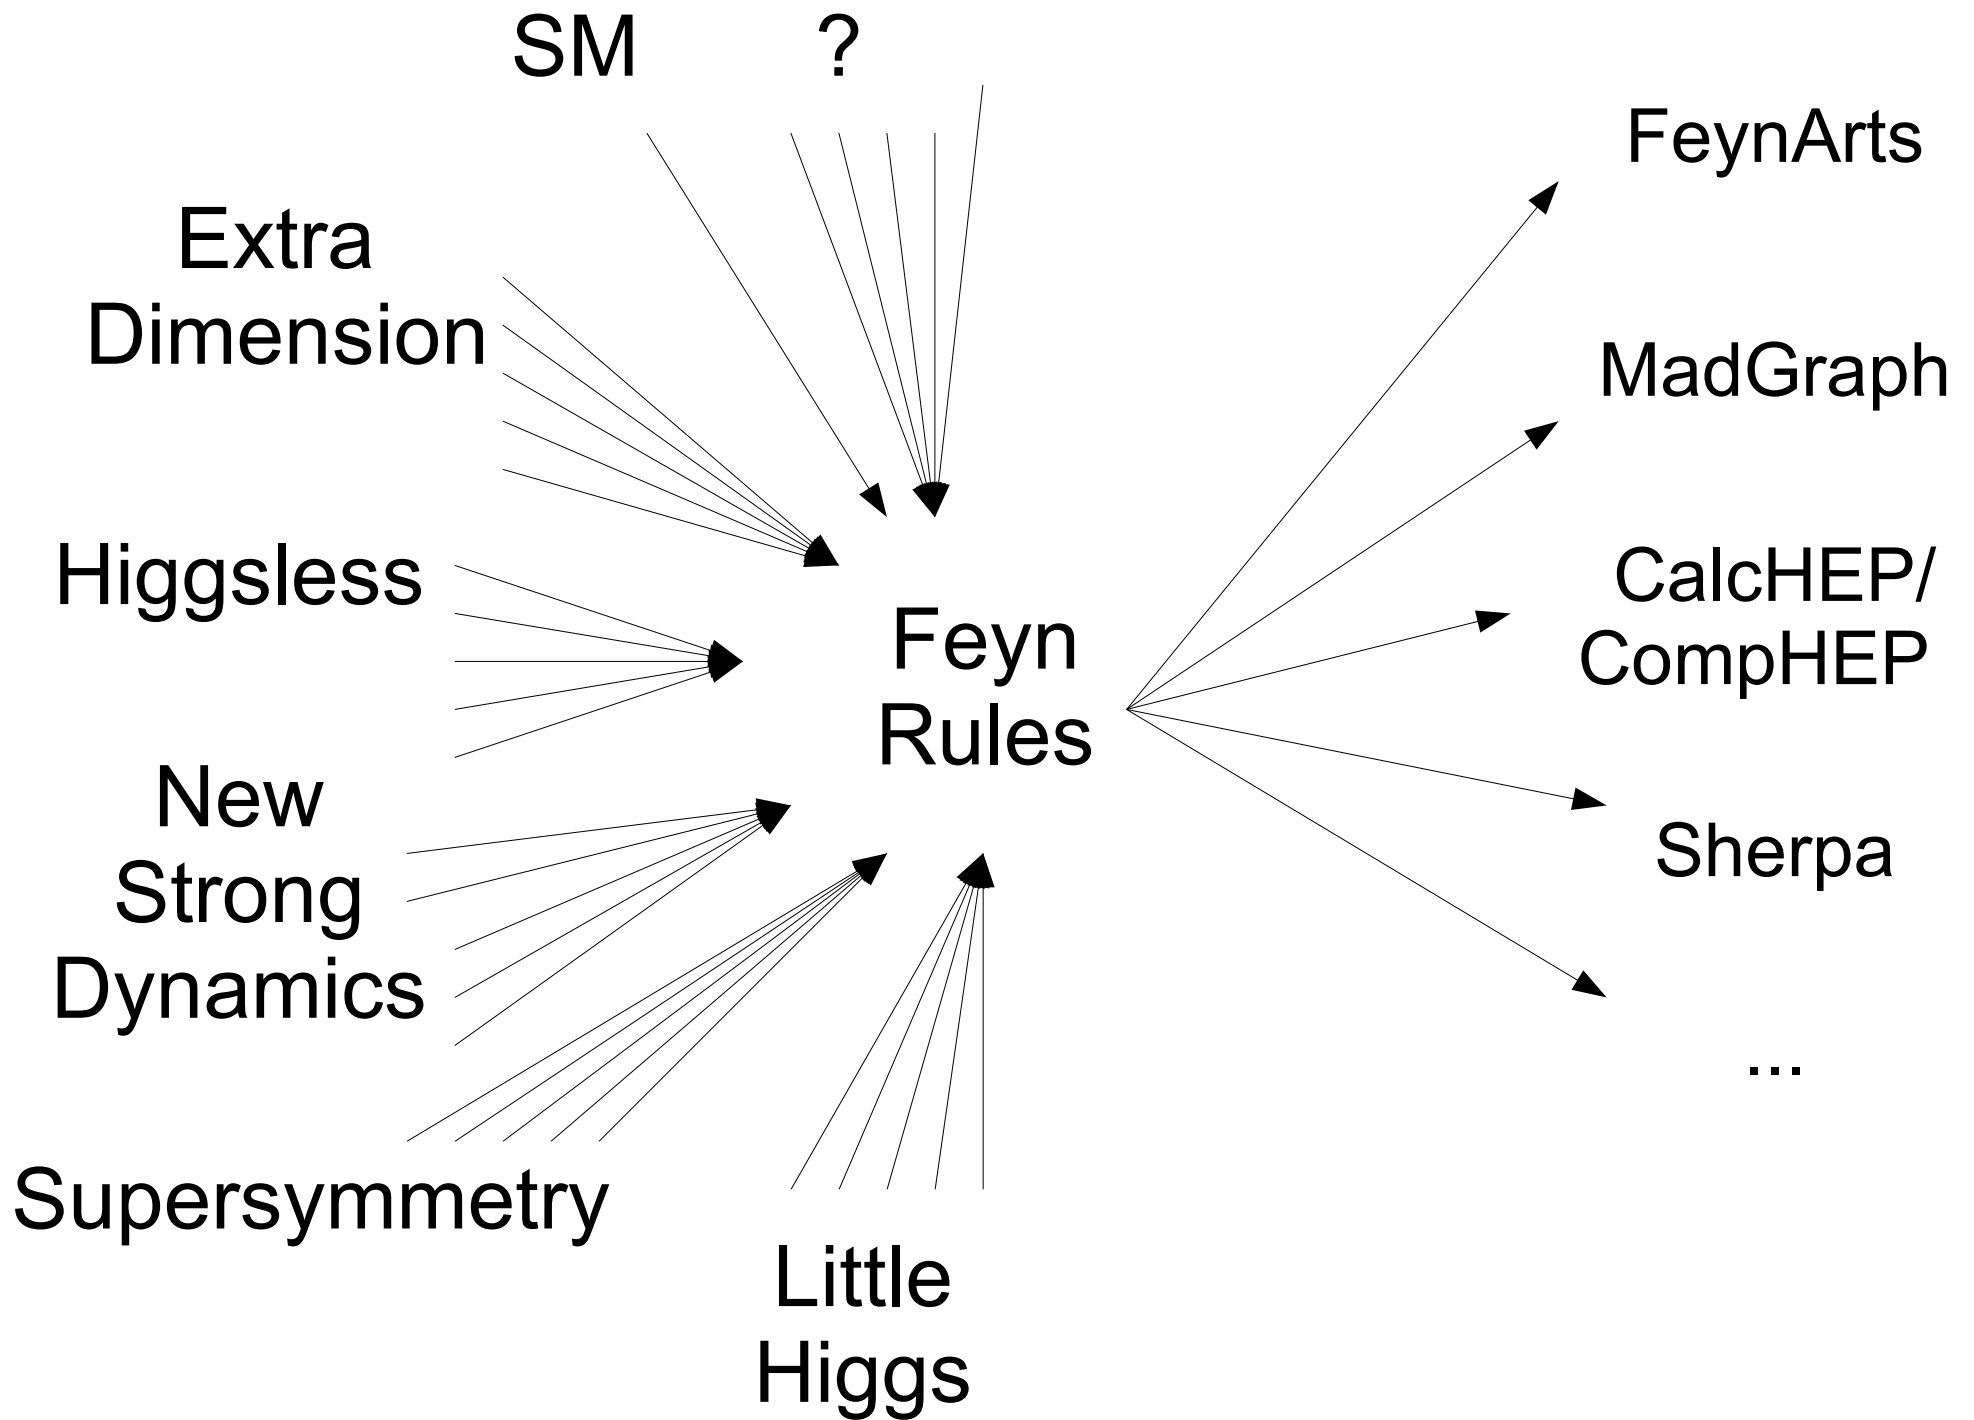 SM
?
Extra
Dimension
Higgsless
New
Strong
Dynamics
Supersymmetry
Little
Higgs
Feyn
Rules
FeynArts
MadGraph
CalcHEP/
CompHEP
Sherpa
...